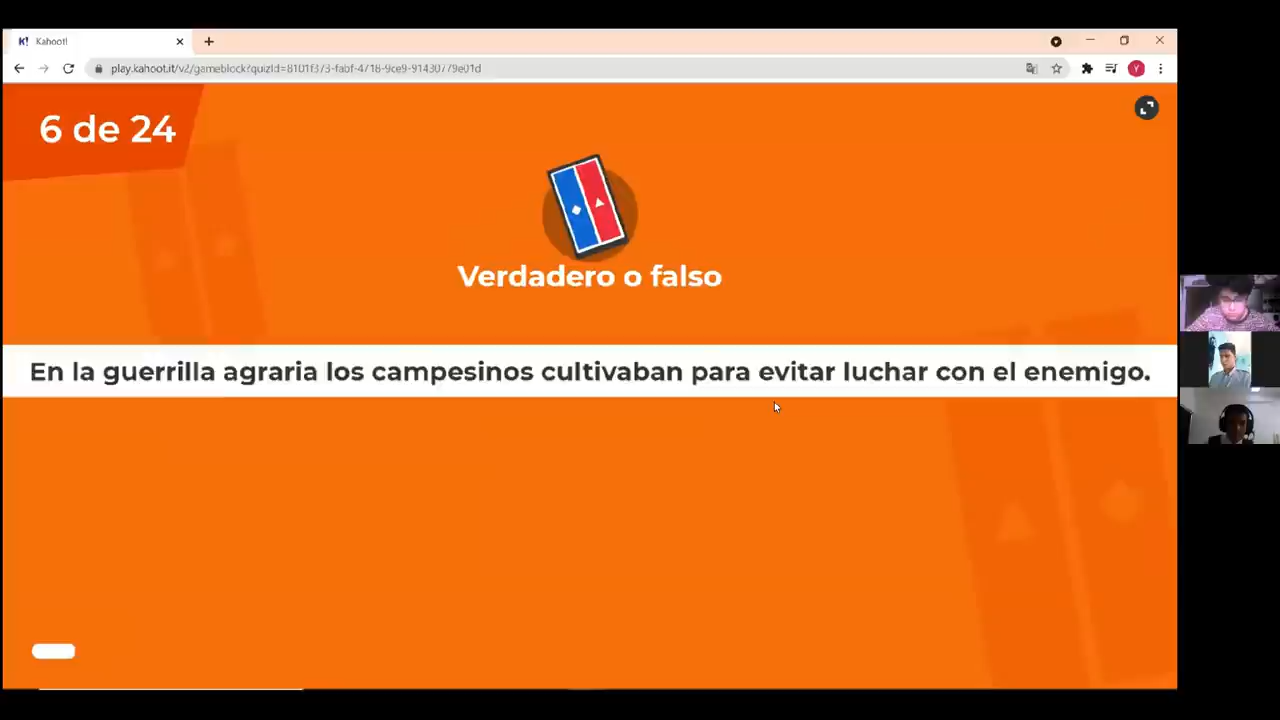 K! Kahoot!
play.kahoot.it/v2/gameblock?quizId=8101f373-fabf-4716-9ce9-91430779e01d
Y
6 de 24
Verdadero o falso
En la guerrilla agraria los campesinos cultivaban para evitar luchar con el enemigo.